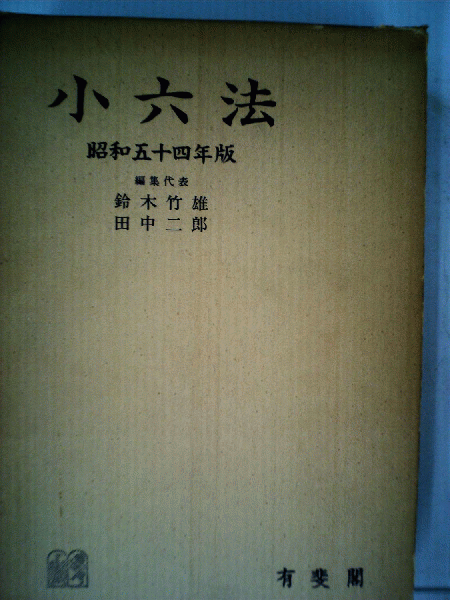 小六法
昭和五十四年版
編集代表
鈴木竹雄
田中二郎
有斐閣